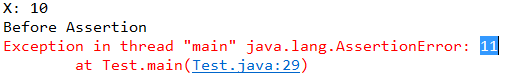 X: 10
Before Assertion
Exception in thread "main" java.lang.AssertionError: 11
at Test.main(Test.java:29)